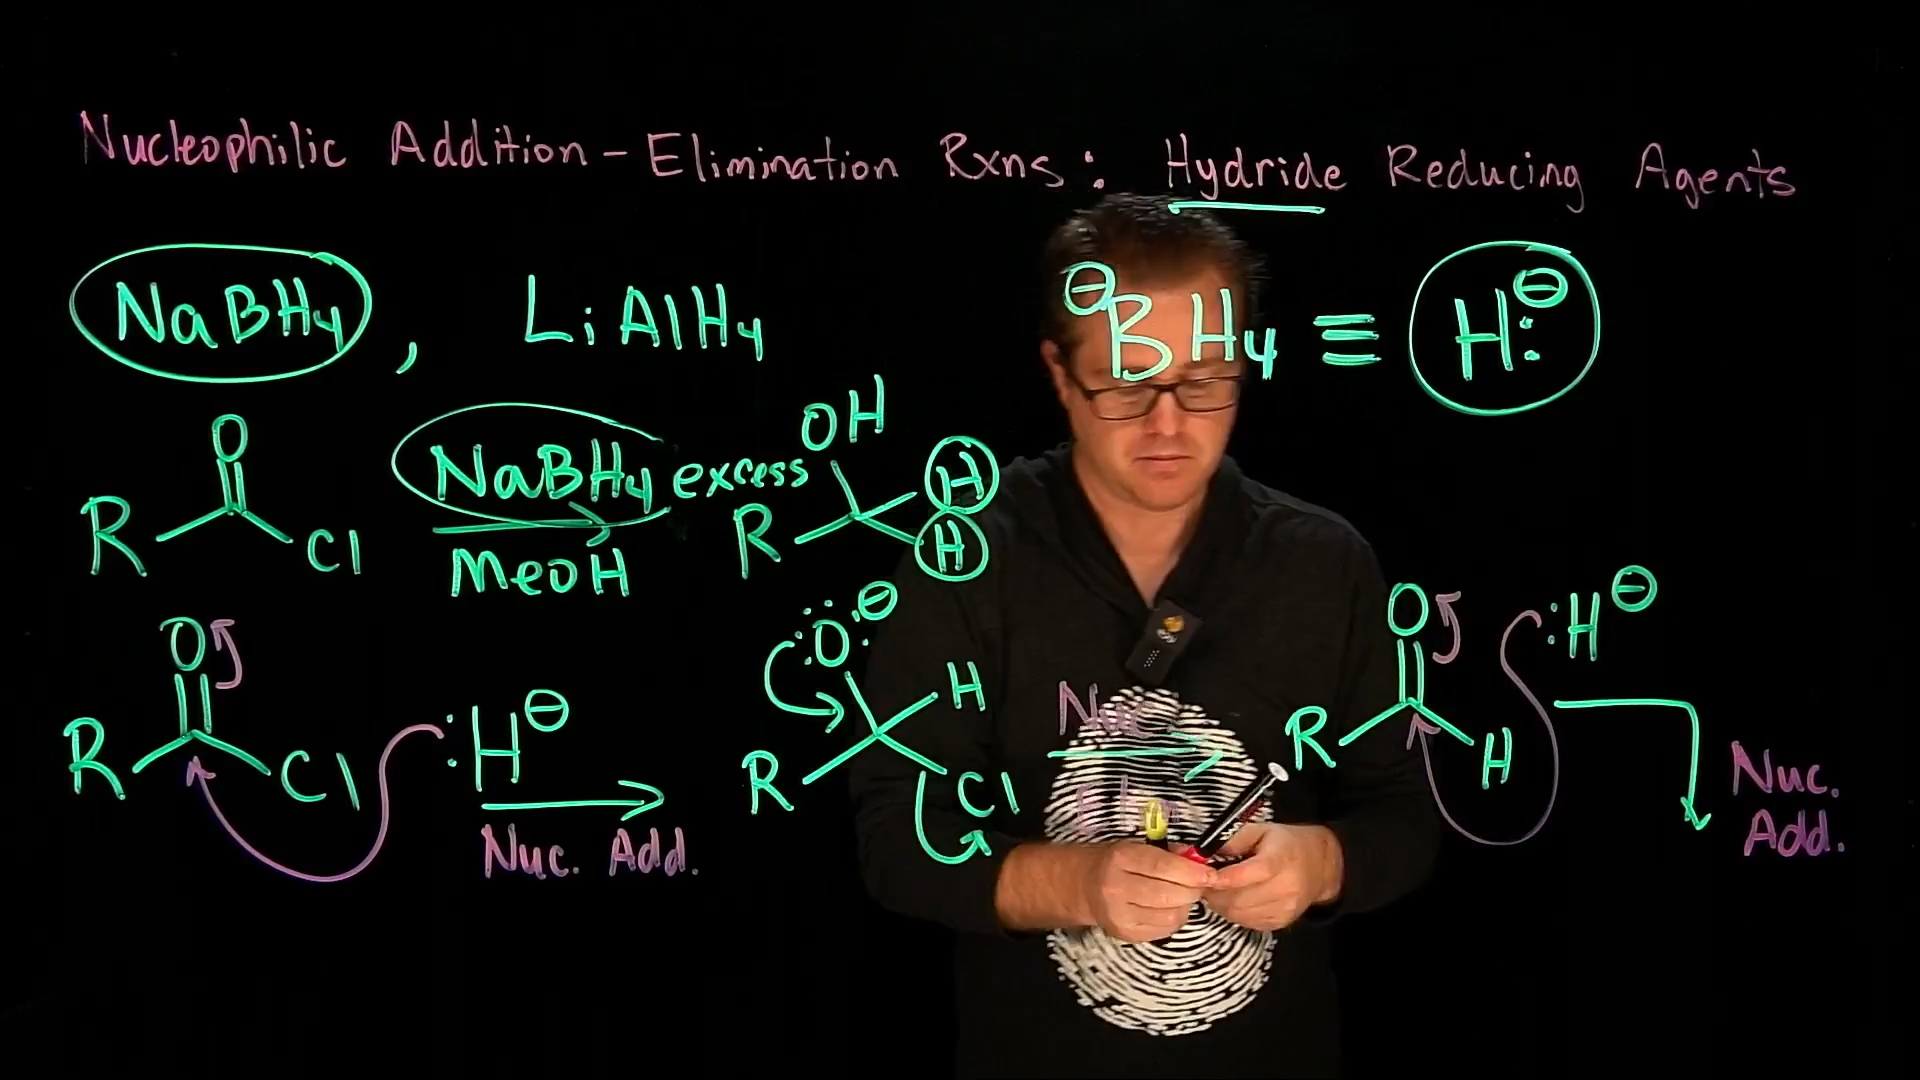 Nucleophilic Addition - Elimination Rxns: Hydride Reducing Agents
NaBH4 , LiAlH4 ⊖BH4 ≡ H:⊖
O OH
R Cl NaBH4 excess R H H
MeOH
O :H⊖ :Ö:⊖ O :H⊖
R Cl Nuc. Add. R H Cl Nuc. R H Nuc. Add.
Elim